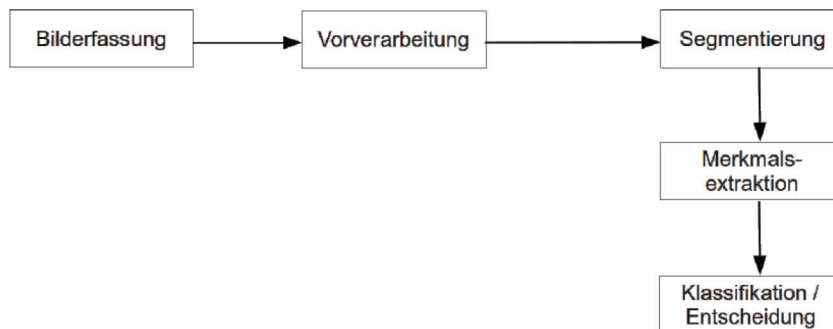 Bilderfassung
Vorverarbeitung
Segmentierung
Merkmals-
extraktion
Klassifikation /
Entscheidung